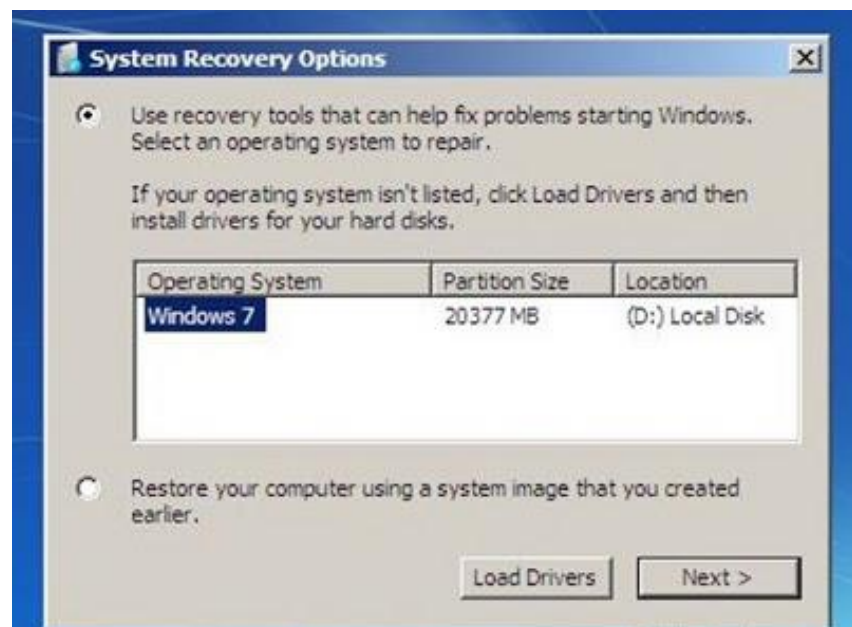 System Recovery Options
Use recovery tools that can help fix problems starting Windows.
Select an operating system to repair.
If your operating system isn't listed, click Load Drivers and then
install drivers for your hard disks.
Operating System Partition Size Location
Windows 7 20377 MB (D:) Local Disk
Restore your computer using a system image that you created
earlier.
Load Drivers Next >